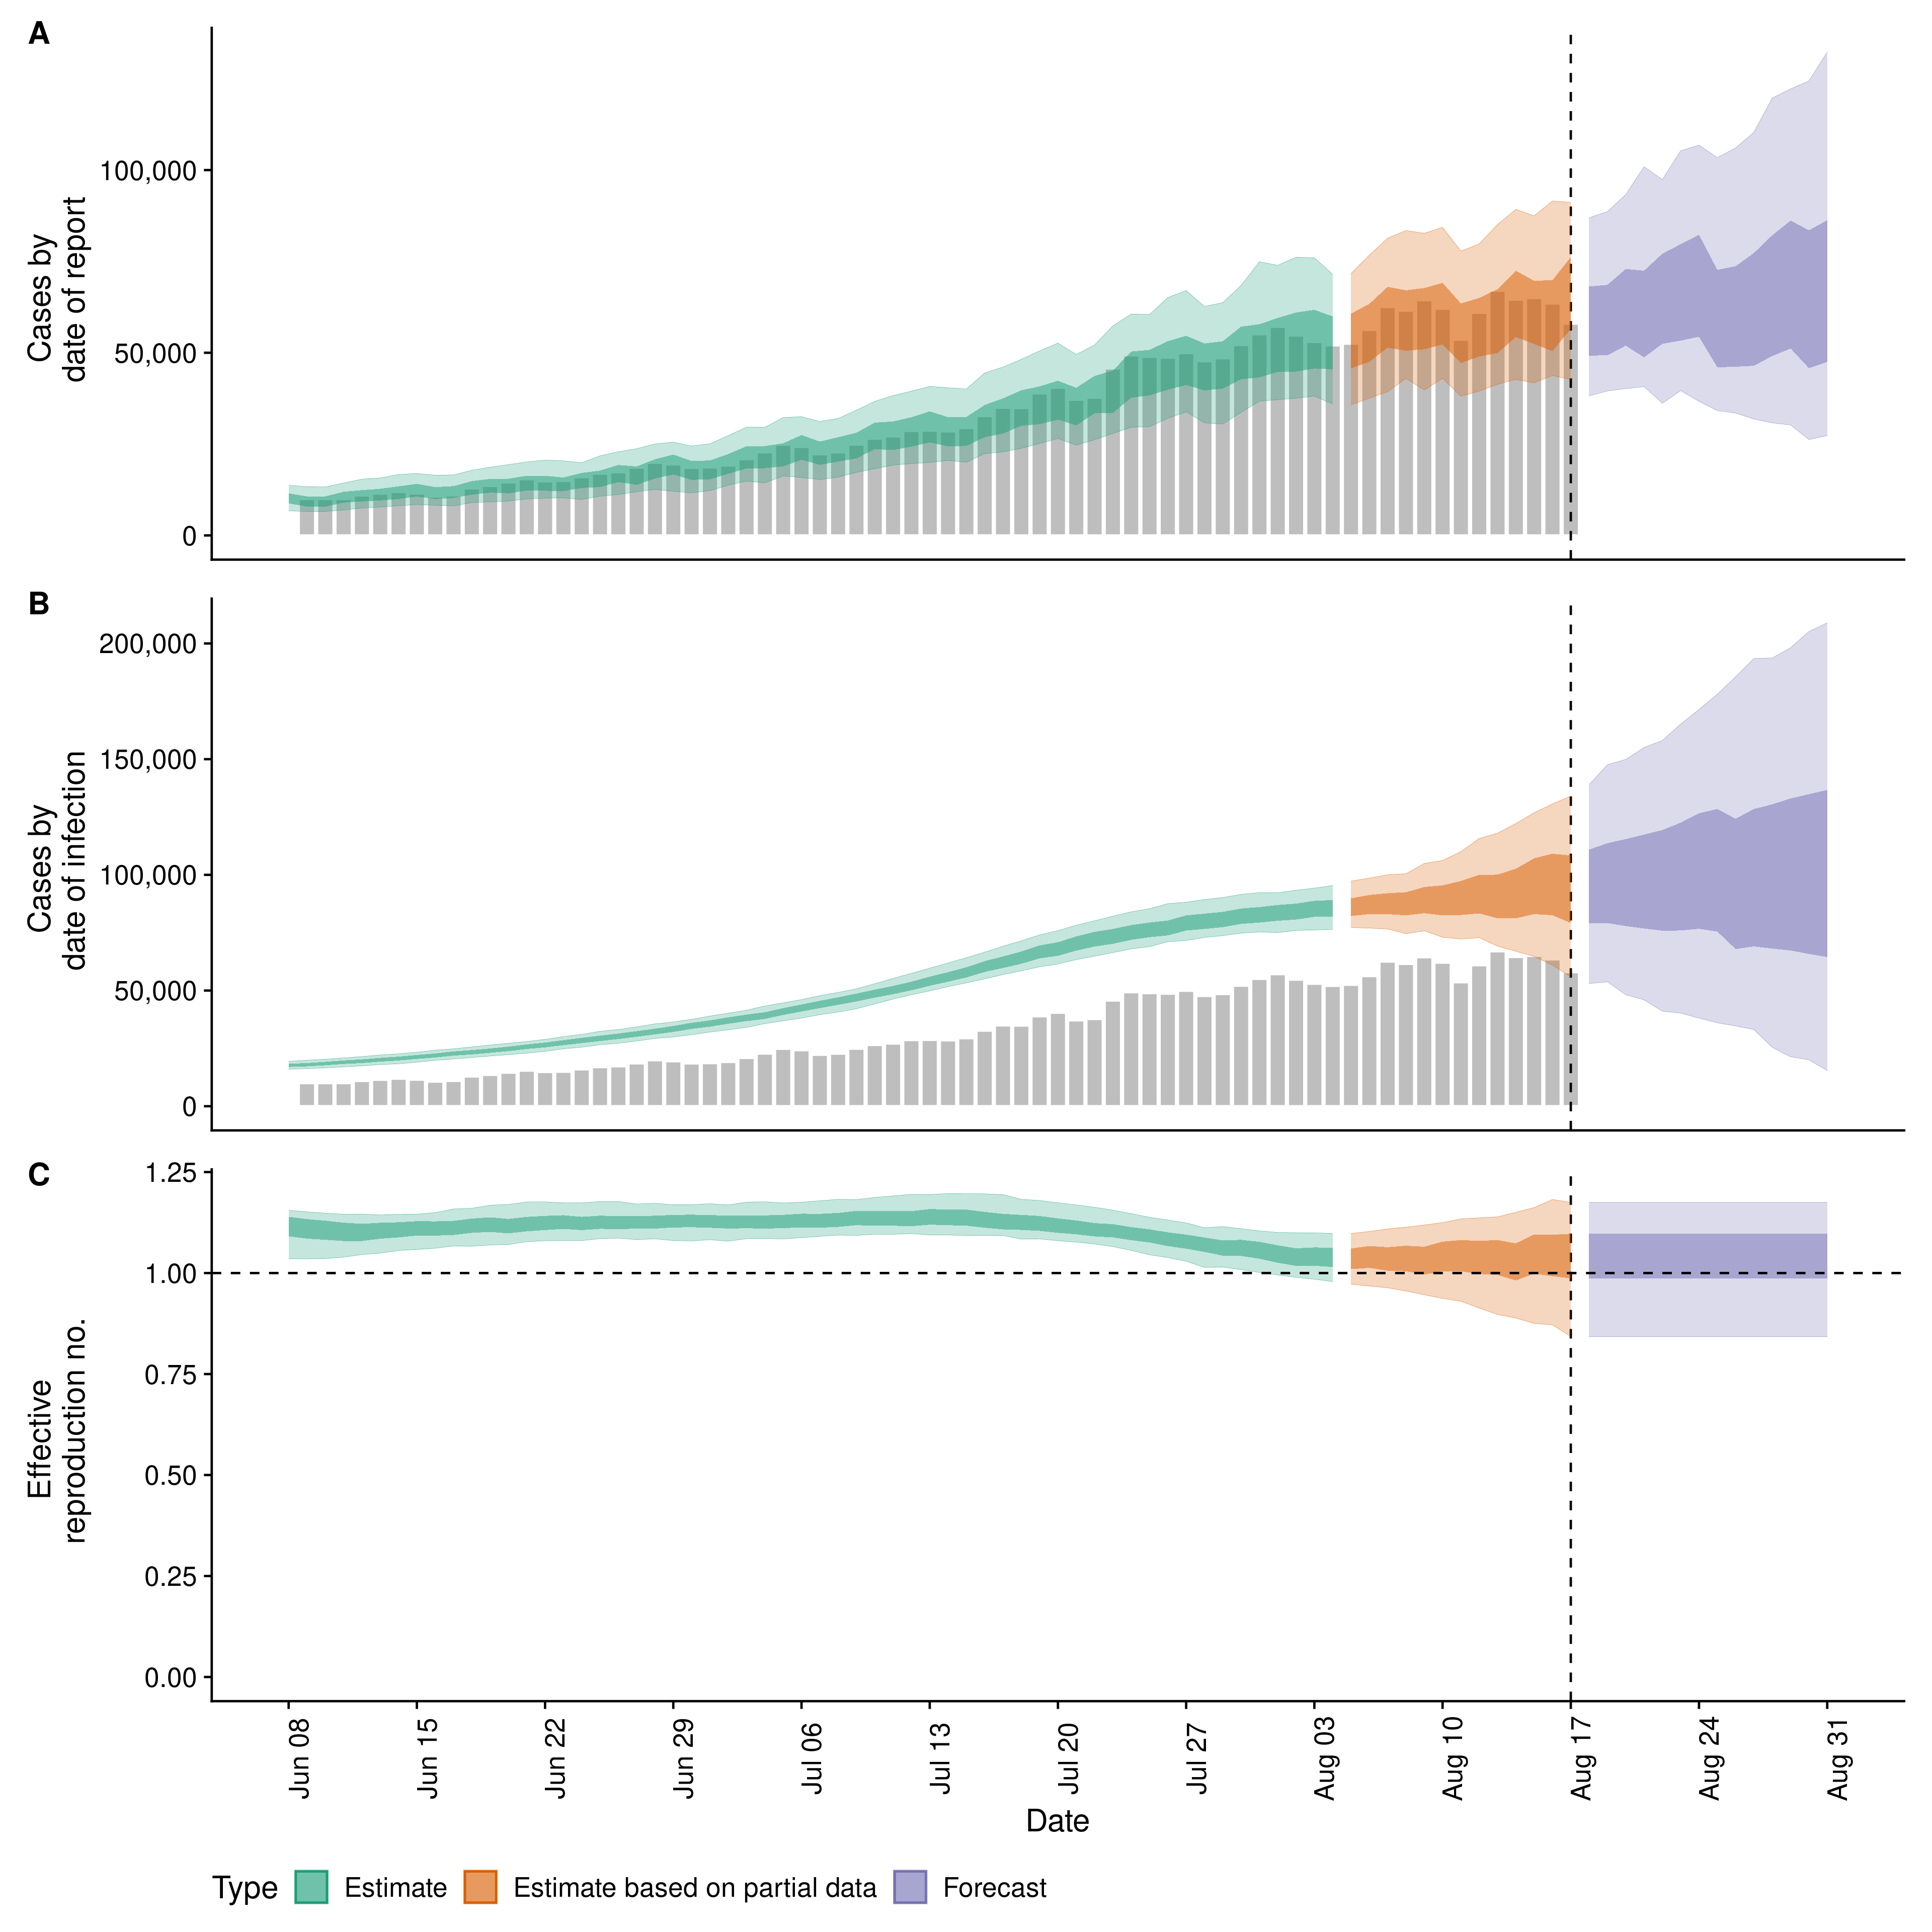 A
Cases by
date of report
100,000
50,000
0
B
Cases by
date of infection
200,000
150,000
100,000
50,000
0
C
Effective
reproduction no.
1.25
1.00
0.75
0.50
0.25
0.00
Jun 08
Jun 15
Jun 22
Jun 29
Jul 06
Jul 13
Jul 20
Jul 27
Aug 03
Aug 10
Aug 17
Aug 24
Aug 31
Date
Type Estimate Estimate based on partial data Forecast